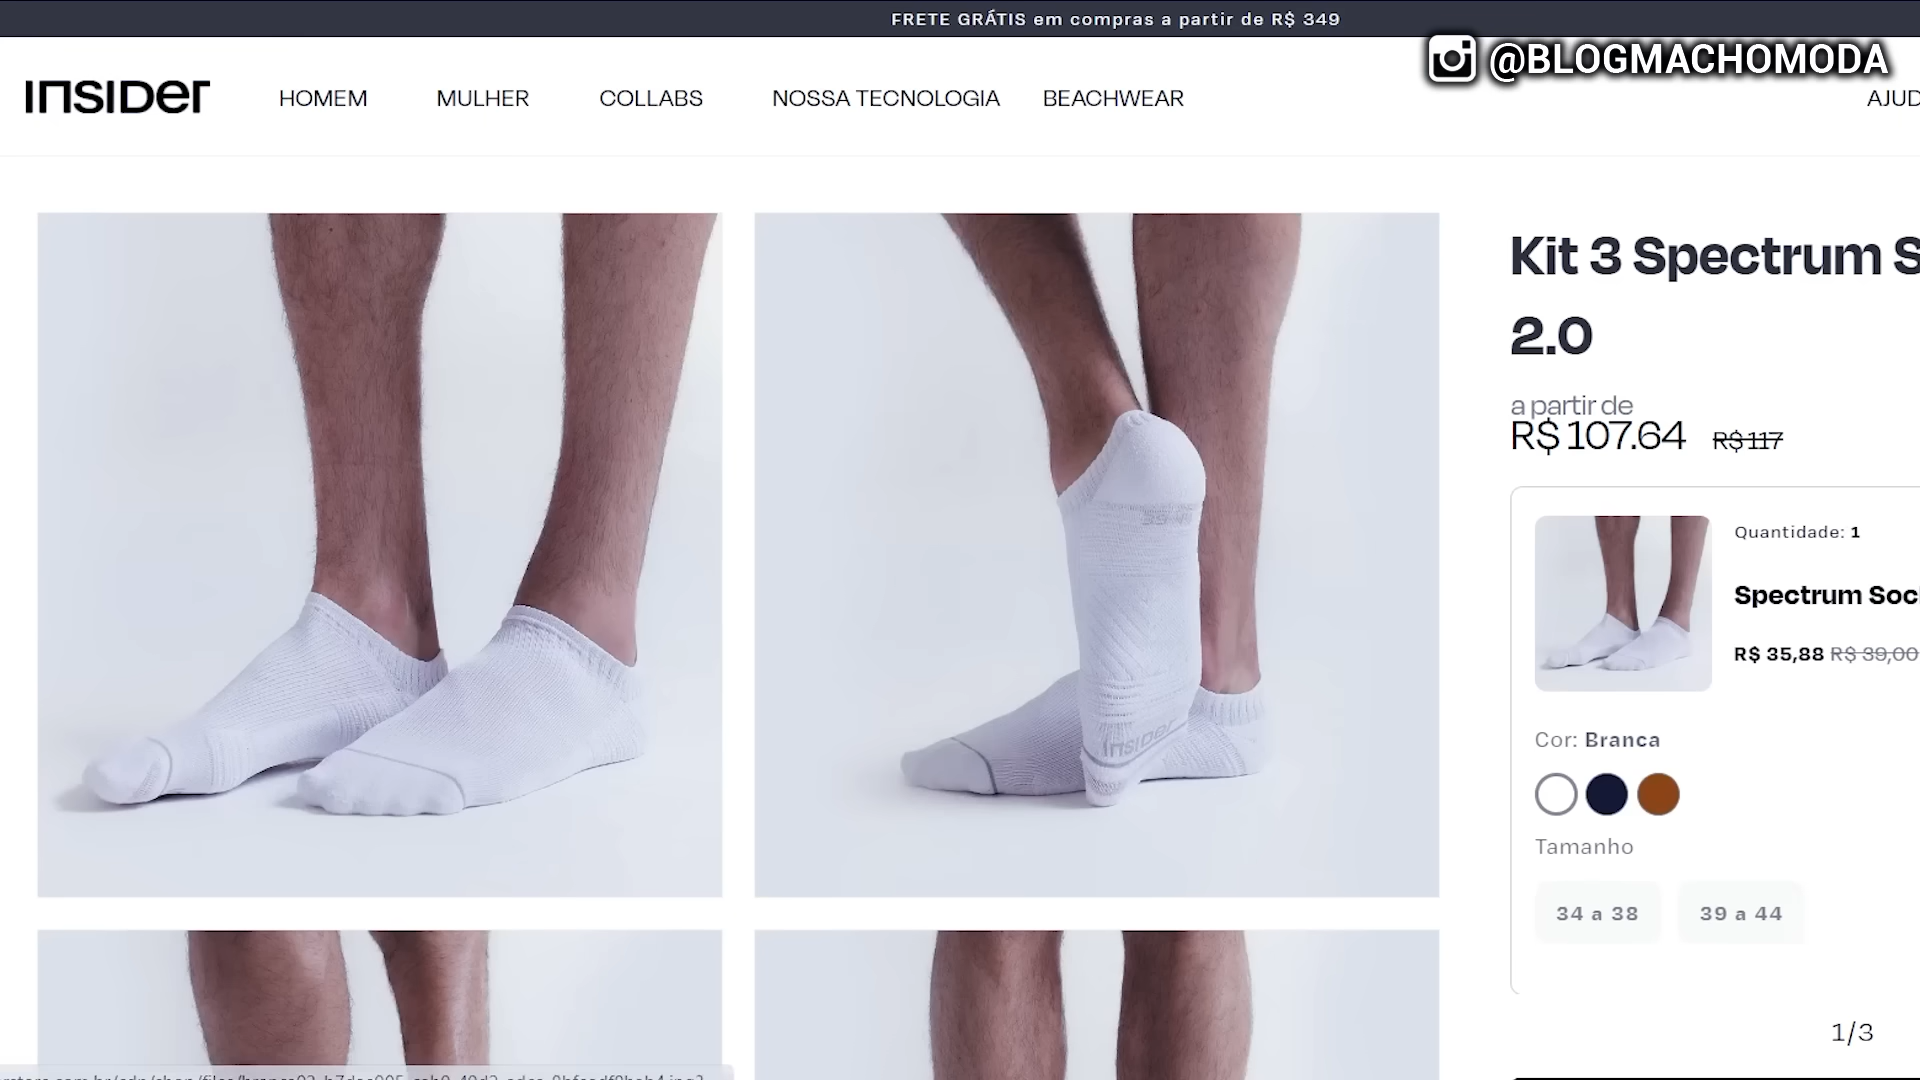 FRETE GRÁTIS em compras a partir de R$ 349
@BLOGMACHOMODA
INSIDER
HOMEM
MULHER
COLLABS
NOSSA TECNOLOGIA
BEACHWEAR
AJUD
Kit 3 Spectrum S
2.0
a partir de
R$ 107.64 R$ 117
Quantidade: 1
Spectrum Soc
R$ 35,88 R$ 39,00
Cor: Branca
Tamanho
34 a 38
39 a 44
INSIDER
1/3